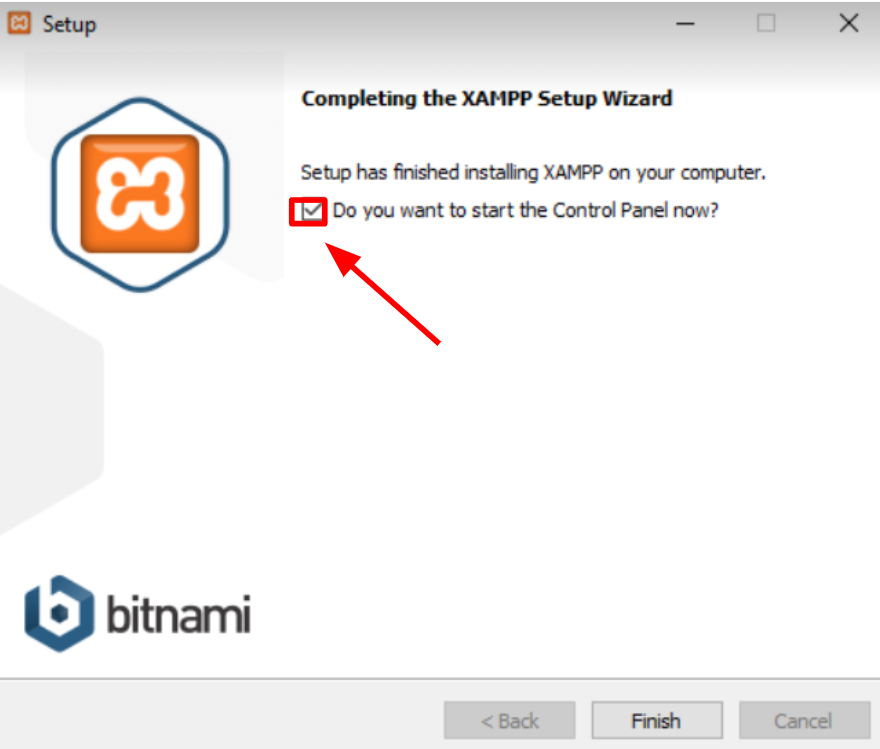 Setup
Completing the XAMPP Setup Wizard
Setup has finished installing XAMPP on your computer.
Do you want to start the Control Panel now?
bitnami
< Back
Finish
Cancel